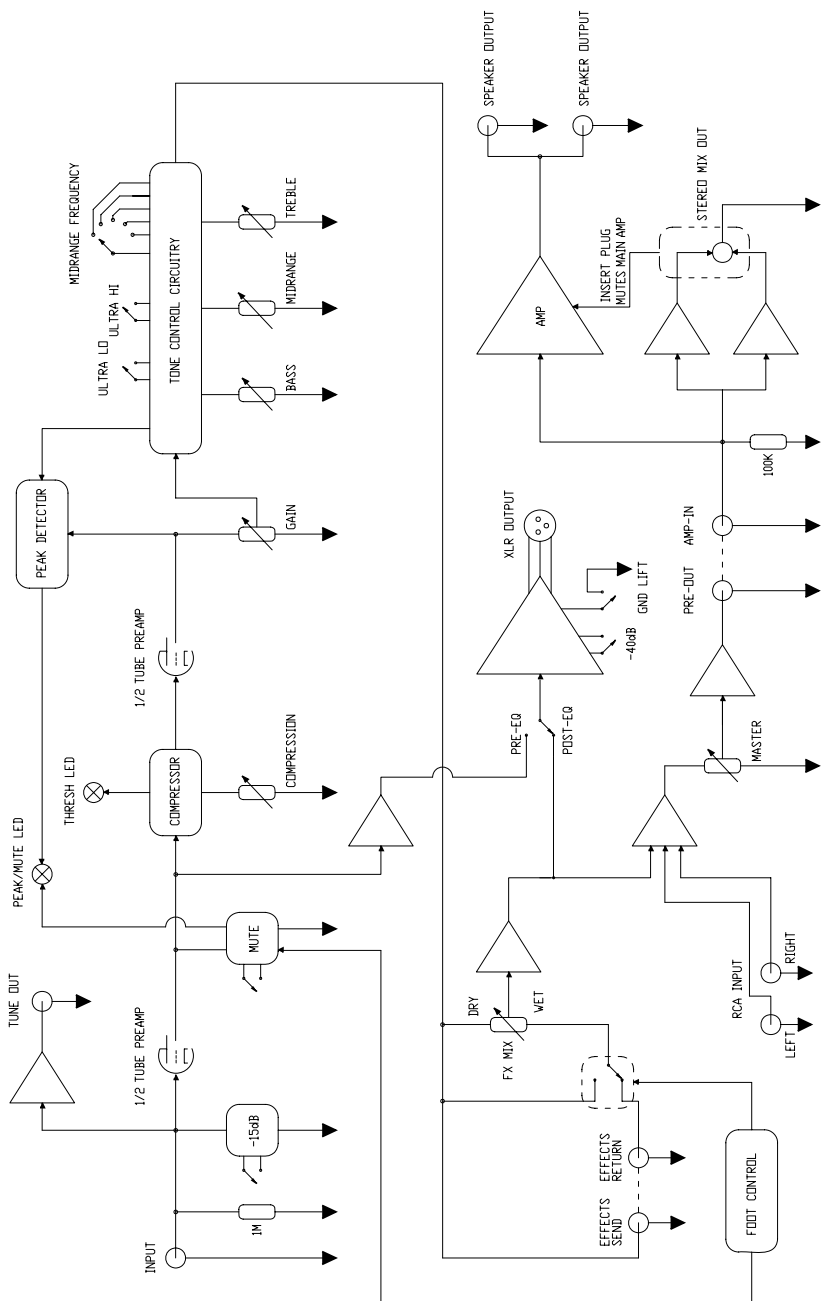 INPUT
1M
-15dB
TUNE OUT
1/2 TUBE PREAMP
MUTE
PEAK/MUTE LED
THRESH LED
COMPRESSOR
COMPRESSION
1/2 TUBE PREAMP
PEAK DETECTOR
GAIN
TONE CONTROL CIRCUITRY
ULTRA LO
ULTRA HI
MIDRANGE FREQUENCY
BASS
MIDRANGE
TREBLE
FOOT CONTROL
EFFECTS
SEND
EFFECTS
RETURN
FX MIX
DRY
WET
PRE-EQ
POST-EQ
-40dB
GND LIFT
XLR OUTPUT
RCA INPUT
LEFT
RIGHT
MASTER
PRE-OUT
AMP-IN
100K
AMP
INSERT PLUG
MUTES MAIN AMP
STEREO MIX OUT
SPEAKER OUTPUT
SPEAKER OUTPUT